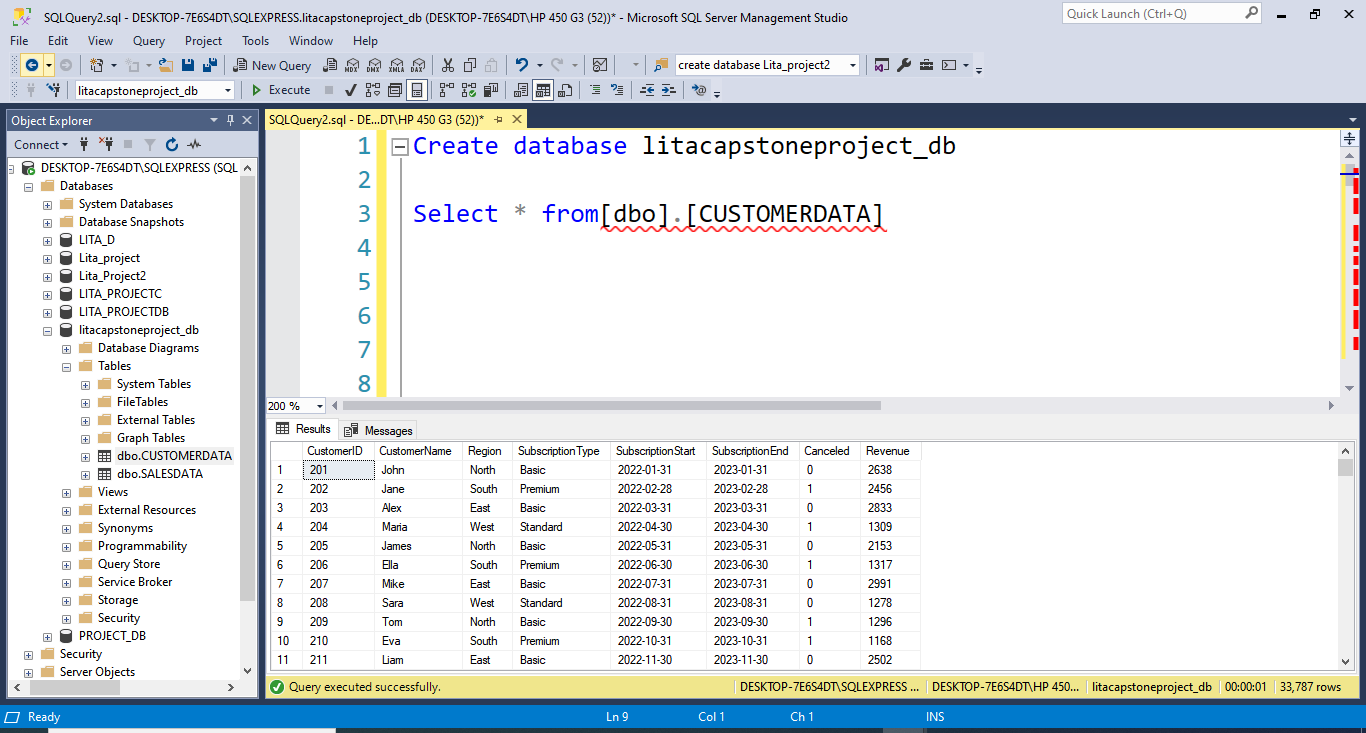 SQLQuery2.sql - DESKTOP-7E6S4DT\SQLEXPRESS.litacapstoneproject_db (DESKTOP-7E6S4DT\HP 450 G3 (52))* - Microsoft SQL Server Management Studio
Quick Launch (Ctrl+Q)
File Edit View Query Project Tools Window Help
New Query MDX DMX XMLA DAX create database Lita_project2
litacapstoneproject_db Execute
Object Explorer
Connect
DESKTOP-7E6S4DT\SQLEXPRESS (SQL
Databases
System Databases
Database Snapshots
LITA_D
Lita_project
Lita_Project2
LITA_PROJECTC
LITA_PROJECTDB
litacapstoneproject_db
Database Diagrams
Tables
System Tables
FileTables
External Tables
Graph Tables
dbo.CUSTOMERDATA
dbo.SALESDATA
Views
External Resources
Synonyms
Programmability
Query Store
Service Broker
Storage
Security
PROJECT_DB
Security
Server Objects
SQLQuery2.sql - DE...DT\HP 450 G3 (52))*
1 Create database litacapstoneproject_db
2
3 Select * from[dbo].[CUSTOMERDATA]
4
5
6
7
8
200 %
Results Messages
CustomerID CustomerName Region SubscriptionType SubscriptionStart SubscriptionEnd Canceled Revenue
1 201 John North Basic 2022-01-31 2023-01-31 0 2638
2 202 Jane South Premium 2022-02-28 2023-02-28 1 2456
3 203 Alex East Basic 2022-03-31 2023-03-31 0 2833
4 204 Maria West Standard 2022-04-30 2023-04-30 1 1309
5 205 James North Basic 2022-05-31 2023-05-31 0 2153
6 206 Ella South Premium 2022-06-30 2023-06-30 1 1317
7 207 Mike East Basic 2022-07-31 2023-07-31 0 2991
8 208 Sara West Standard 2022-08-31 2023-08-31 0 1278
9 209 Tom North Basic 2022-09-30 2023-09-30 1 1296
10 210 Eva South Premium 2022-10-31 2023-10-31 1 1168
11 211 Liam East Basic 2022-11-30 2023-11-30 0 2502
Query executed successfully. DESKTOP-7E6S4DT\SQLEXPRESS ... DESKTOP-7E6S4DT\HP 450... litacapstoneproject_db 00:00:01 33,787 rows
Ready Ln 9 Col 1 Ch 1 INS